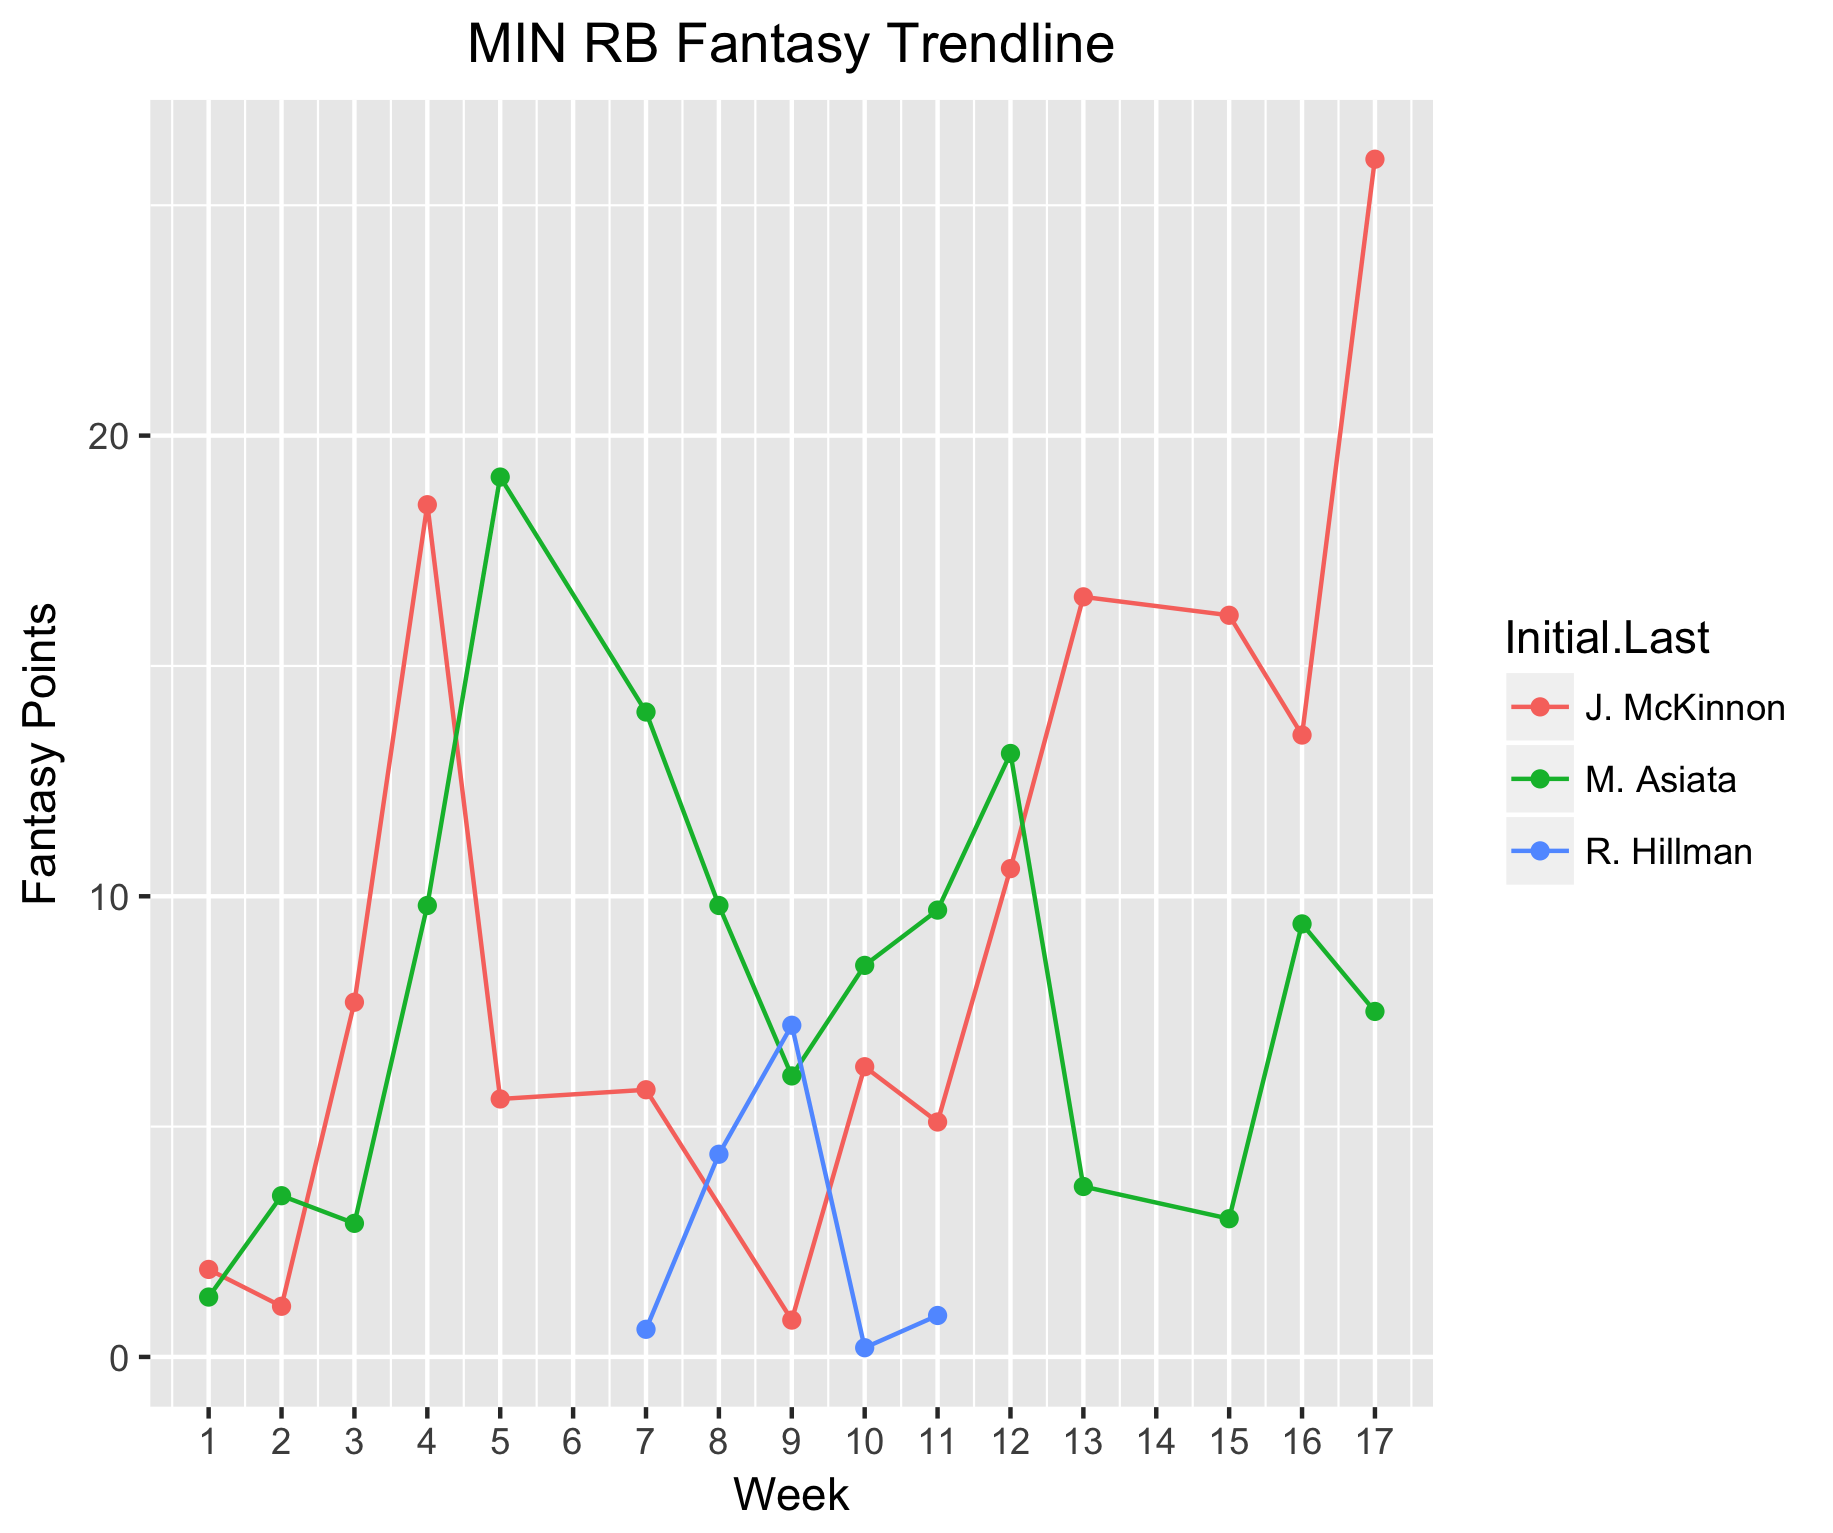 MIN RB Fantasy Trendline
Fantasy Points
20
10
0
1 2 3 4 5 6 7 8 9 10 11 12 13 14 15 16 17
Week
Initial.Last
J. McKinnon
M. Asiata
R. Hillman